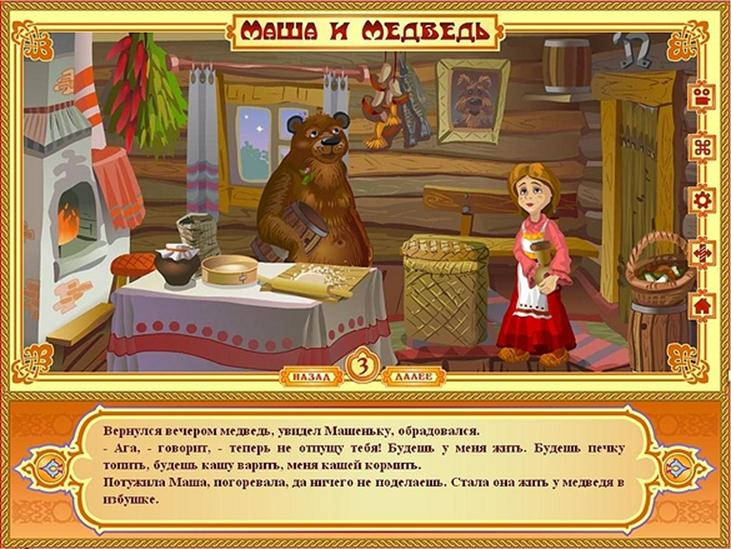 МАША И МЕДВЕДЬ
НАЗАД 3 ДАЛЕЕ
Вернулся вечером медведь, увидел Машеньку, обрадовался.
- Ага, - говорит, - теперь не отпущу тебя! Будешь у меня жить. Будешь печку
топить, будешь кашу варить, меня кашей кормить.
Потужила Маша, погоревала, да ничего не поделаешь. Стала она жить у медведя в
избушке.